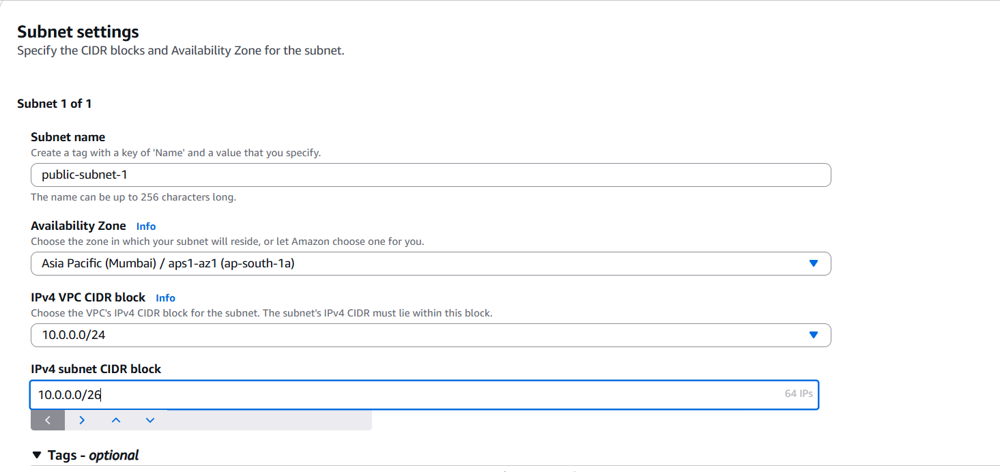 Subnet settings
Specify the CIDR blocks and Availability Zone for the subnet.
Subnet 1 of 1
Subnet name
Create a tag with a key of 'Name' and a value that you specify.
public-subnet-1
The name can be up to 256 characters long.
Availability Zone Info
Choose the zone in which your subnet will reside, or let Amazon choose one for you.
Asia Pacific (Mumbai) / aps1-az1 (ap-south-1a)
IPv4 VPC CIDR block Info
Choose the VPC's IPv4 CIDR block for the subnet. The subnet's IPv4 CIDR must lie within this block.
10.0.0.0/24
IPv4 subnet CIDR block
10.0.0.0/26 64 IPs
Tags - optional